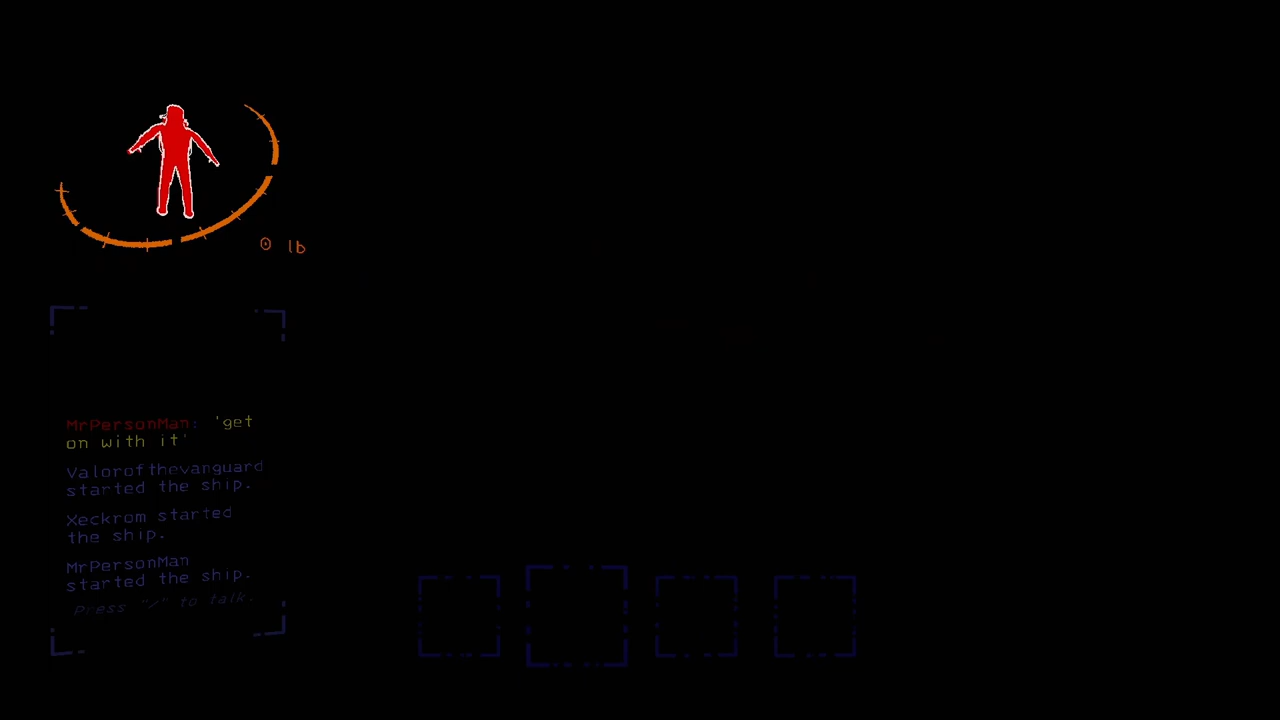 0 lb
MrPersonMan: 'get
on with it'
Valorofthevanguard
started the ship.
Xeckrom started
the ship.
MrPersonMan
started the ship.
Press "/" to talk.